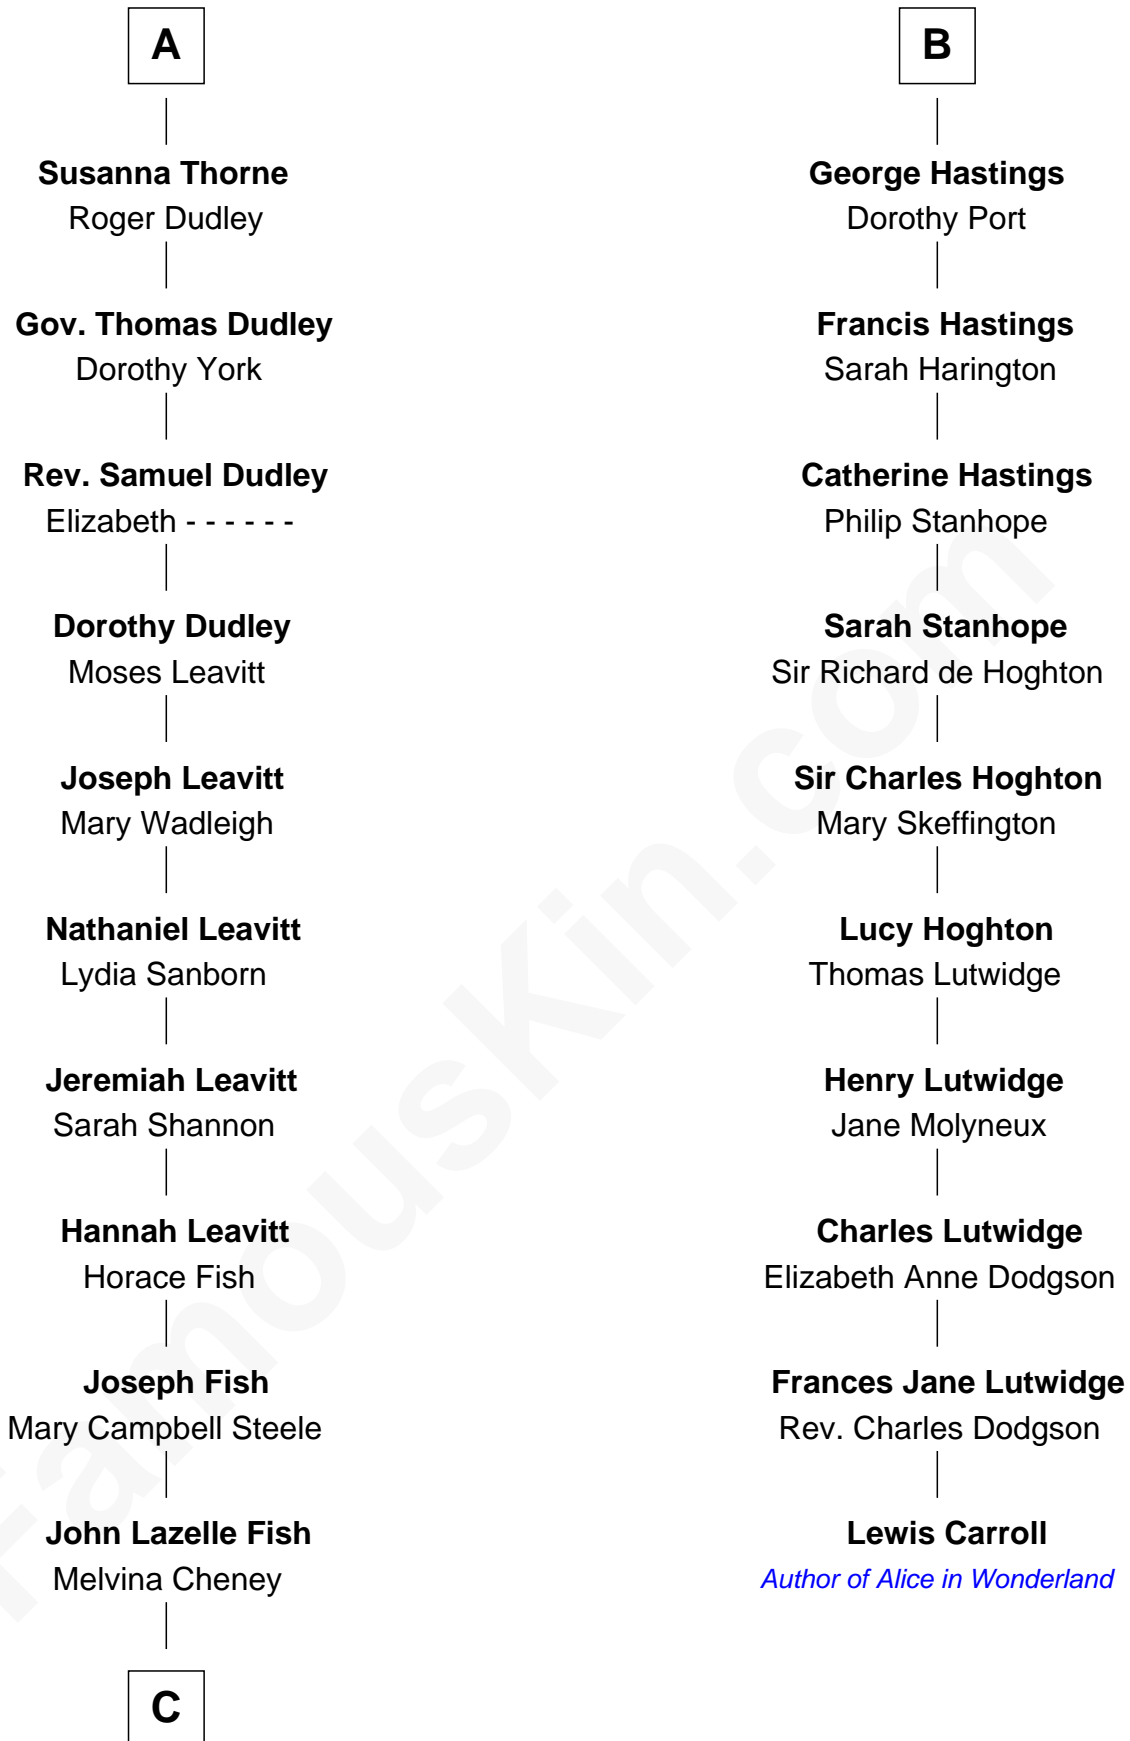 A
Susanna Thorne
Roger Dudley
Gov. Thomas Dudley
Dorothy York
Rev. Samuel Dudley
Elizabeth - - - - - -
Dorothy Dudley
Moses Leavitt
Joseph Leavitt
Mary Wadleigh
Nathaniel Leavitt
Lydia Sanborn
Jeremiah Leavitt
Sarah Shannon
Hannah Leavitt
Horace Fish
Joseph Fish
Mary Campbell Steele
John Lazelle Fish
Melvina Cheney
C
B
George Hastings
Dorothy Port
Francis Hastings
Sarah Harington
Catherine Hastings
Philip Stanhope
Sarah Stanhope
Sir Richard de Hoghton
Sir Charles Hoghton
Mary Skeffington
Lucy Hoghton
Thomas Lutwidge
Henry Lutwidge
Jane Molyneux
Charles Lutwidge
Elizabeth Anne Dodgson
Frances Jane Lutwidge
Rev. Charles Dodgson
Lewis Carroll
Author of Alice in Wonderland
FamousKin.com